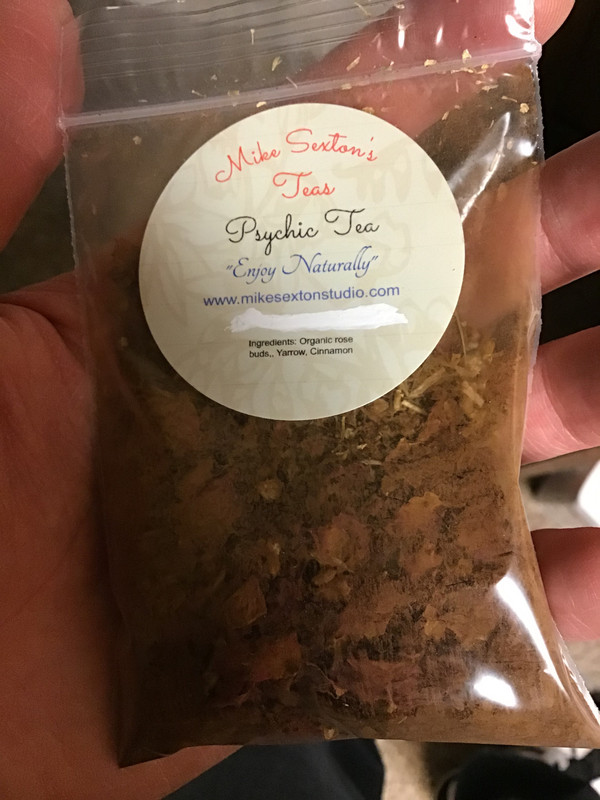 Mike Sexton's
Teas
Psychic Tea
"Enjoy Naturally"
www.mikesextonstudio.com
Ingredients: Organic rose
buds,, Yarrow, Cinnamon